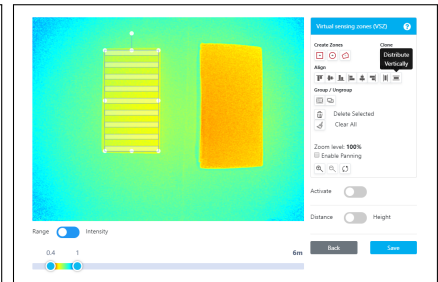 Virtual sensing zones (VSZ) ?
Create Zones Clone
Distribute
Vertically
Align
Group / Ungroup
Delete Selected
Clear All
Zoom level: 100%
Enable Panning
Activate
Distance Height
Range Intensity
0.4 1 6m
Back Save